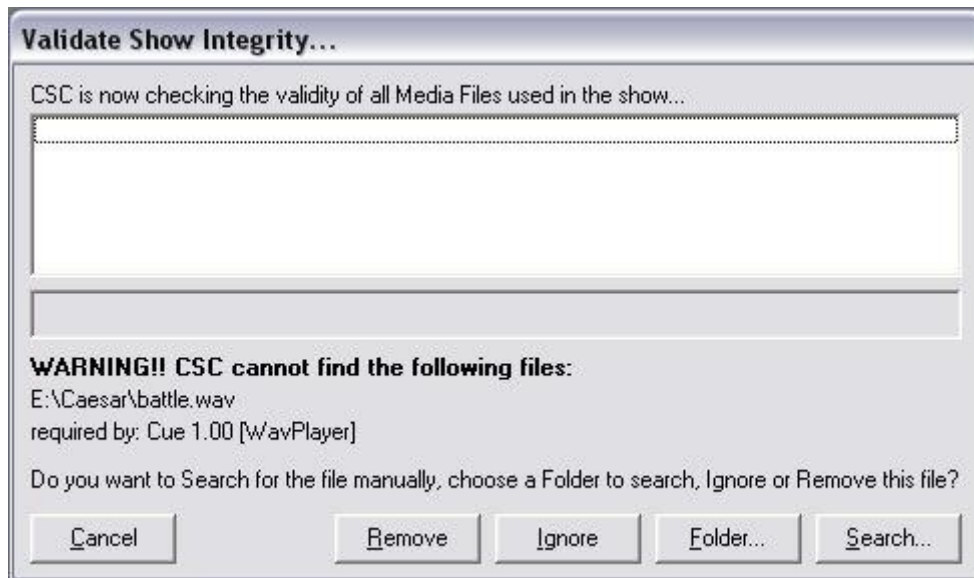 Validate Show Integrity...
CSC is now checking the validity of all Media Files used in the show...
WARNING!! CSC cannot find the following files:
E:\Caesar\battle.wav
required by: Cue 1.00 [WavPlayer]
Do you want to Search for the file manually, choose a Folder to search, Ignore or Remove this file?
Cancel Remove Ignore Folder... Search...